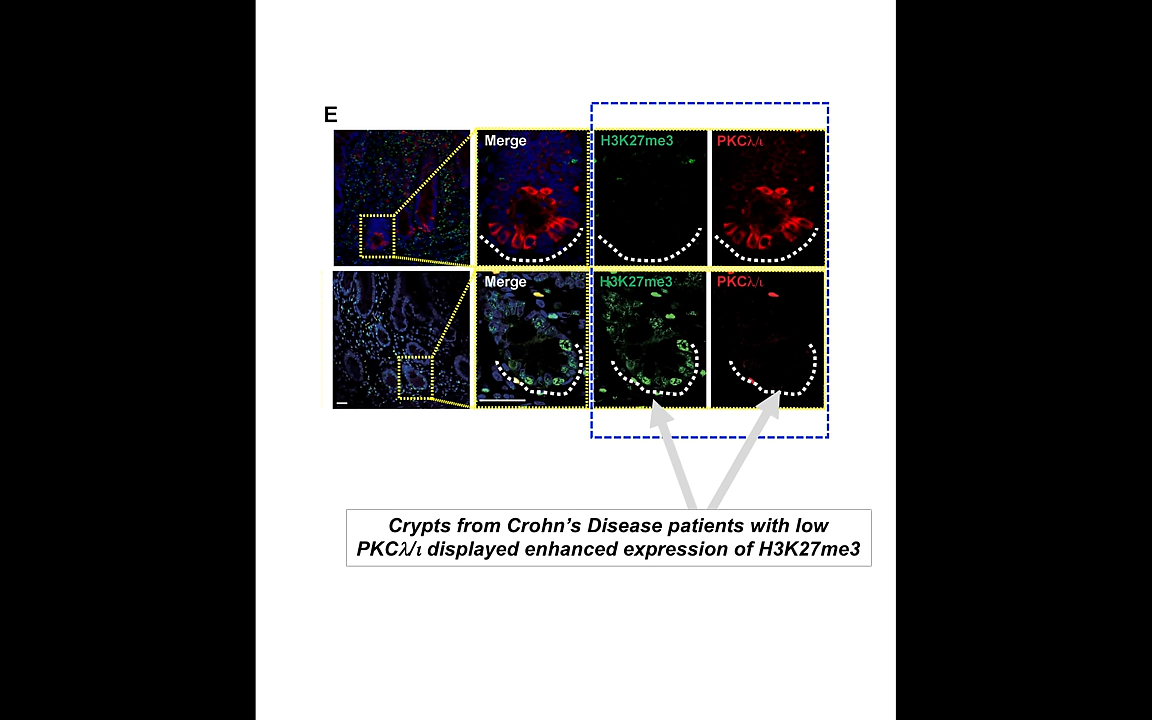 E
Merge H3K27me3 PKCλ/ι
Merge H3K27me3 PKCλ/ι
Crypts from Crohn's Disease patients with low
PKCλ/ι displayed enhanced expression of H3K27me3